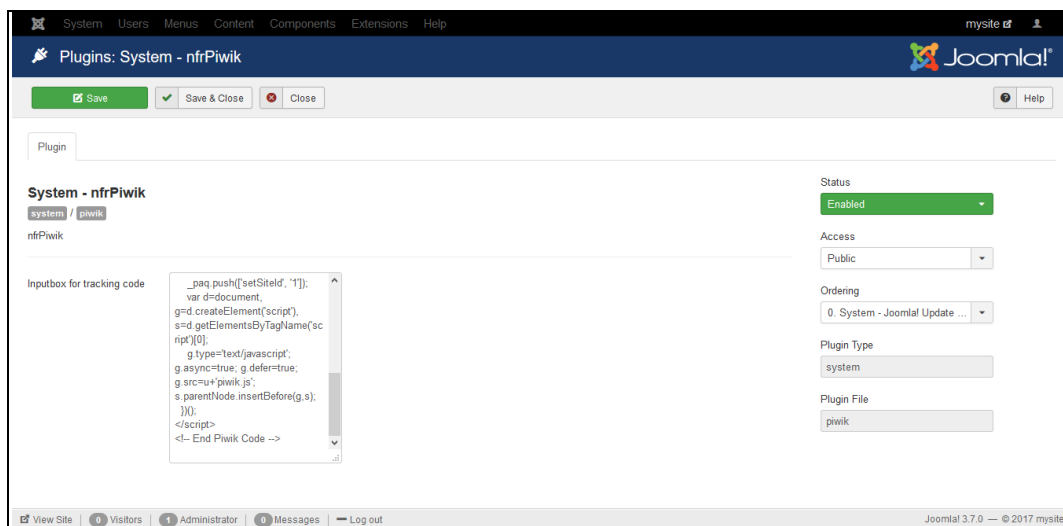 System Users Menus Content Components Extensions Help mysite
Plugins: System - nfrPiwik Joomla!®
Save Save & Close Close Help
Plugin
System - nfrPiwik
system / piwik
nfrPiwik
Inputbox for tracking code
_paq.push(['setSiteId', '1']);
var d=document,
g=d.createElement('script'),
s=d.getElementsByTagName('sc
ript')[0];
g.type='text/javascript';
g.async=true; g.defer=true;
g.src=u+'piwik.js';
s.parentNode.insertBefore(g,s);
})();
</script>
<!-- End Piwik Code -->
Status
Enabled
Access
Public
Ordering
0. System - Joomla! Update ...
Plugin Type
system
Plugin File
piwik
View Site 0 Visitors 1 Administrator 0 Messages Log out Joomla! 3.7.0 — © 2017 mysite